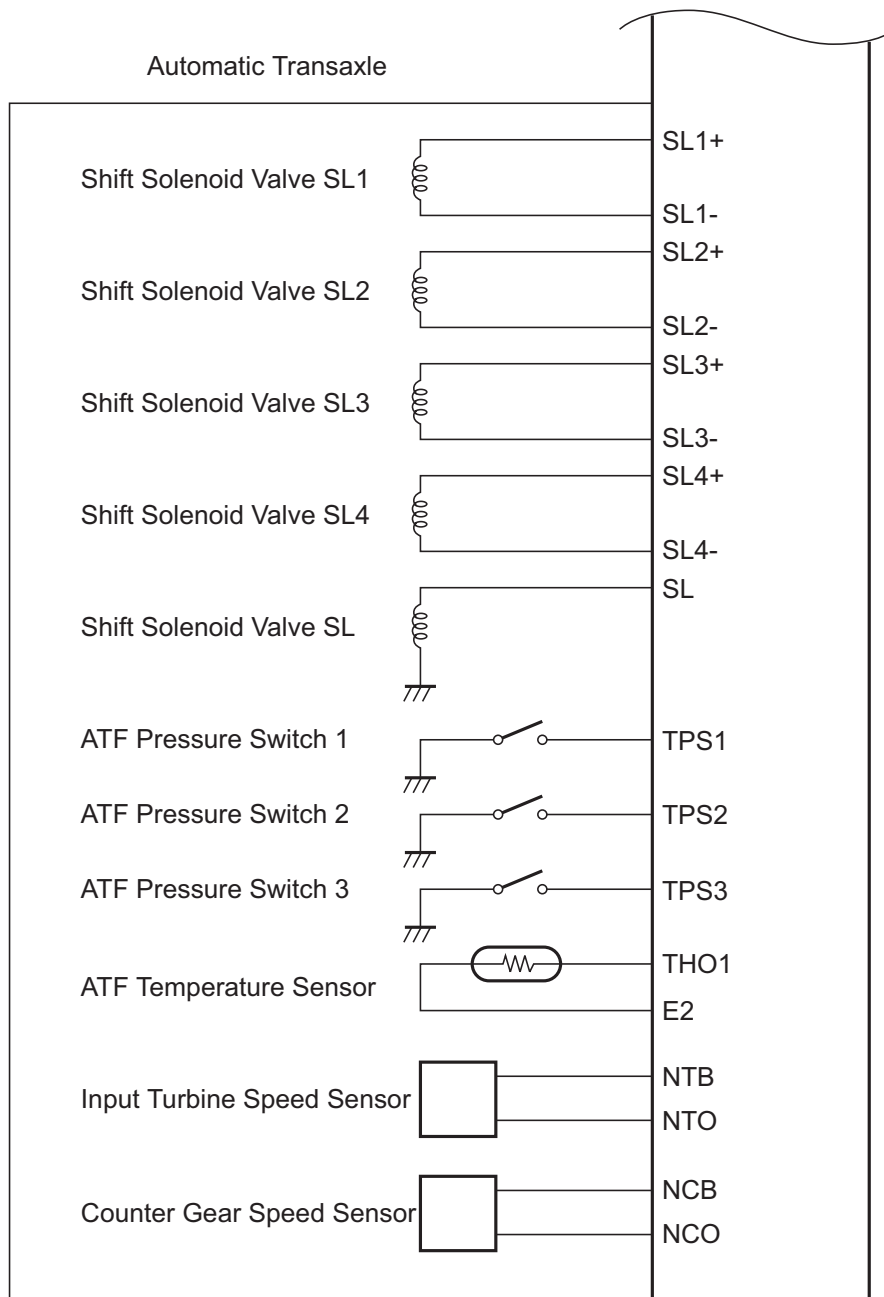 Automatic Transaxle
SL1+
Shift Solenoid Valve SL1
SL1-
SL2+
Shift Solenoid Valve SL2
SL2-
SL3+
Shift Solenoid Valve SL3
SL3-
SL4+
Shift Solenoid Valve SL4
SL4-
SL
Shift Solenoid Valve SL
ATF Pressure Switch 1
TPS1
ATF Pressure Switch 2
TPS2
ATF Pressure Switch 3
TPS3
THO1
ATF Temperature Sensor
E2
NTB
Input Turbine Speed Sensor
NTO
NCB
Counter Gear Speed Sensor
NCO